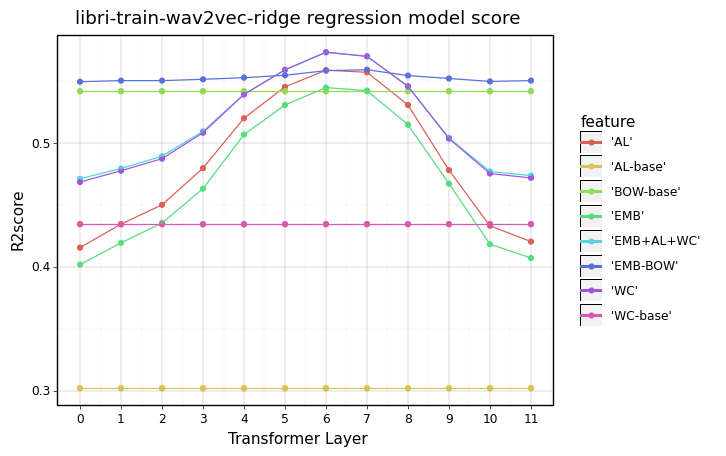 libri-train-wav2vec-ridge regression model score
R2score
0.5
0.4
0.3
0 1 2 3 4 5 6 7 8 9 10 11
Transformer Layer
feature
'AL'
'AL-base'
'BOW-base'
'EMB'
'EMB+AL+WC'
'EMB-BOW'
'WC'
'WC-base'